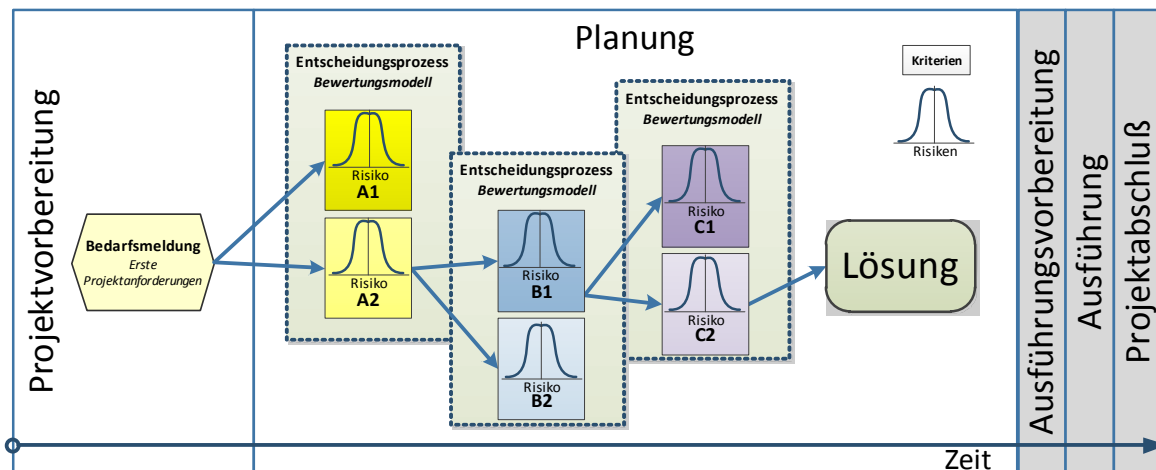 Projektvorbereitung
Bedarfsmeldung
Erste
Projektanforderungen
Planung
Entscheidungsprozess
Bewertungsmodell
Risiko
A1
Risiko
A2
Entscheidungsprozess
Bewertungsmodell
Risiko
B1
Risiko
B2
Entscheidungsprozess
Bewertungsmodell
Risiko
C1
Risiko
C2
Kriterien
Risiken
Lösung
Ausführungsvorbereitung
Ausführung
Projektabschluß
Zeit